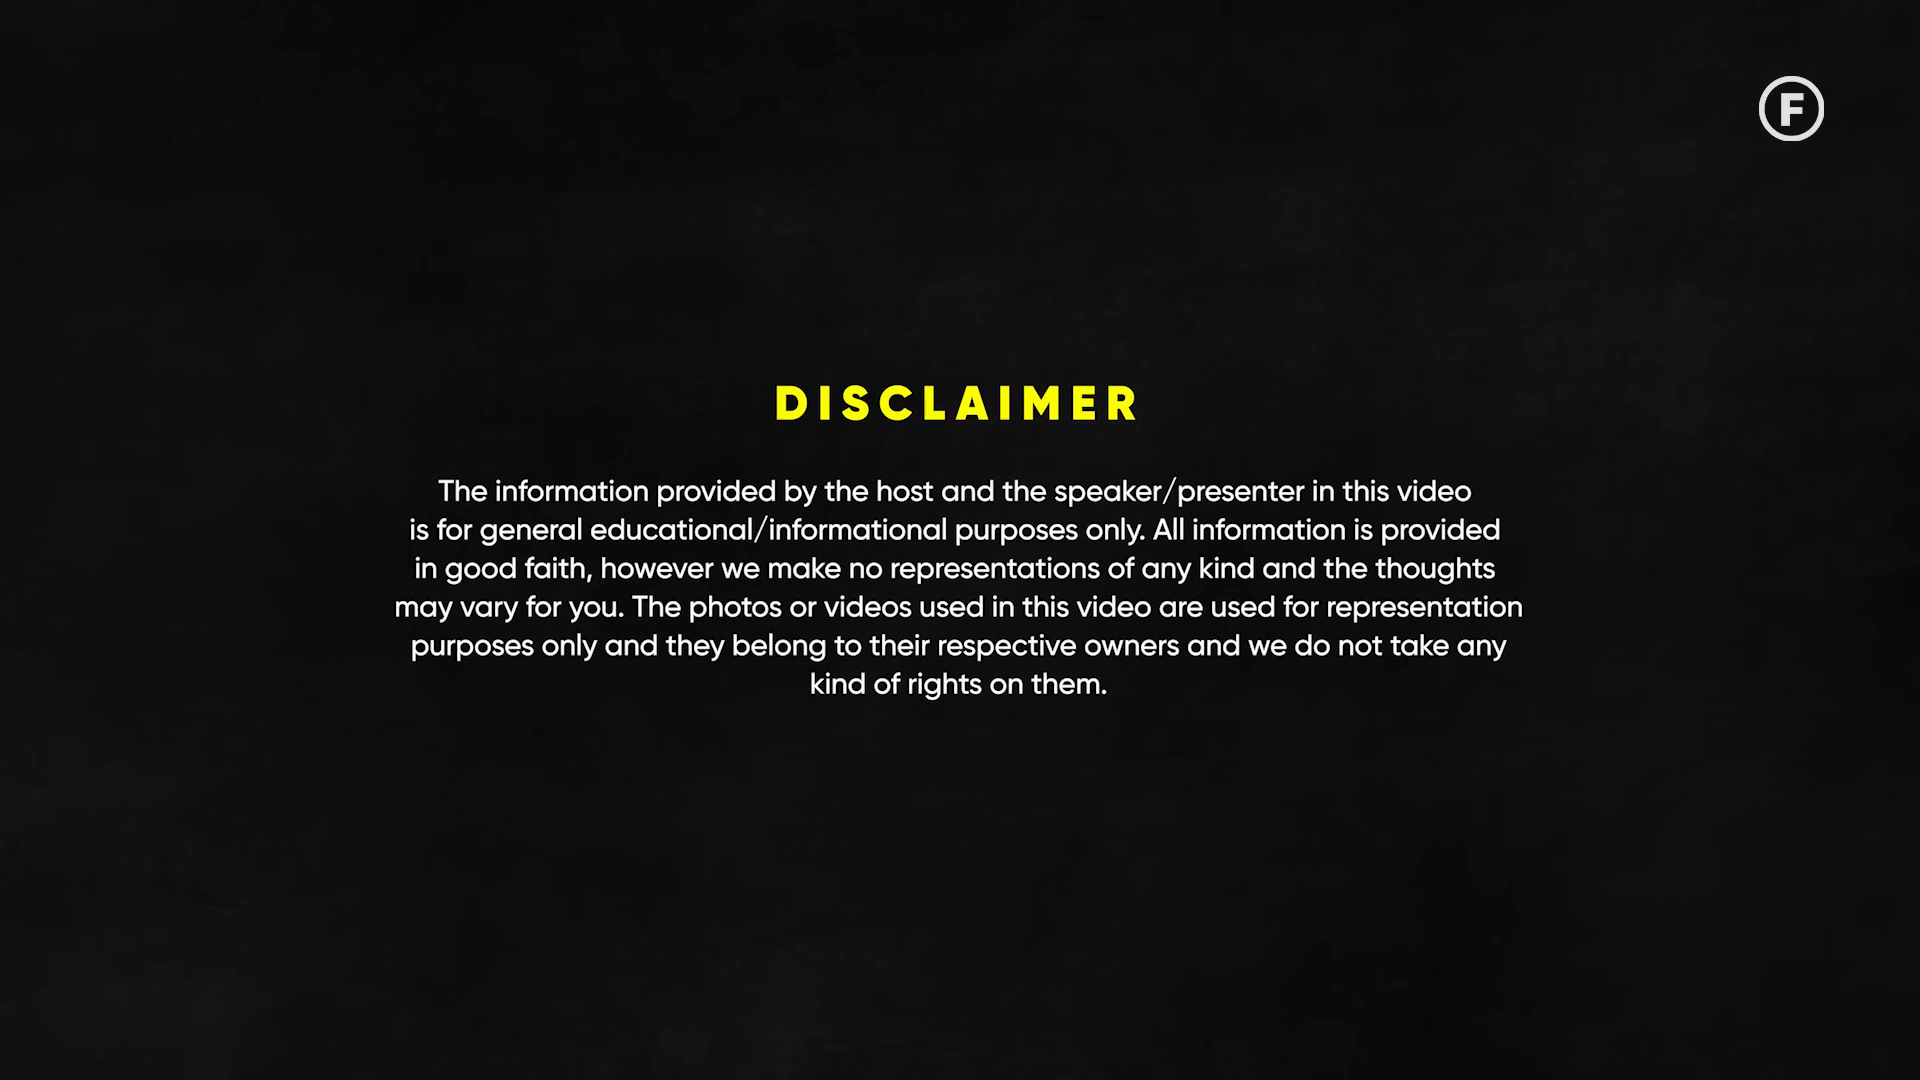 F
DISCLAIMER
The information provided by the host and the speaker/presenter in this video
is for general educational/informational purposes only. All information is provided
in good faith, however we make no representations of any kind and the thoughts
may vary for you. The photos or videos used in this video are used for representation
purposes only and they belong to their respective owners and we do not take any
kind of rights on them.